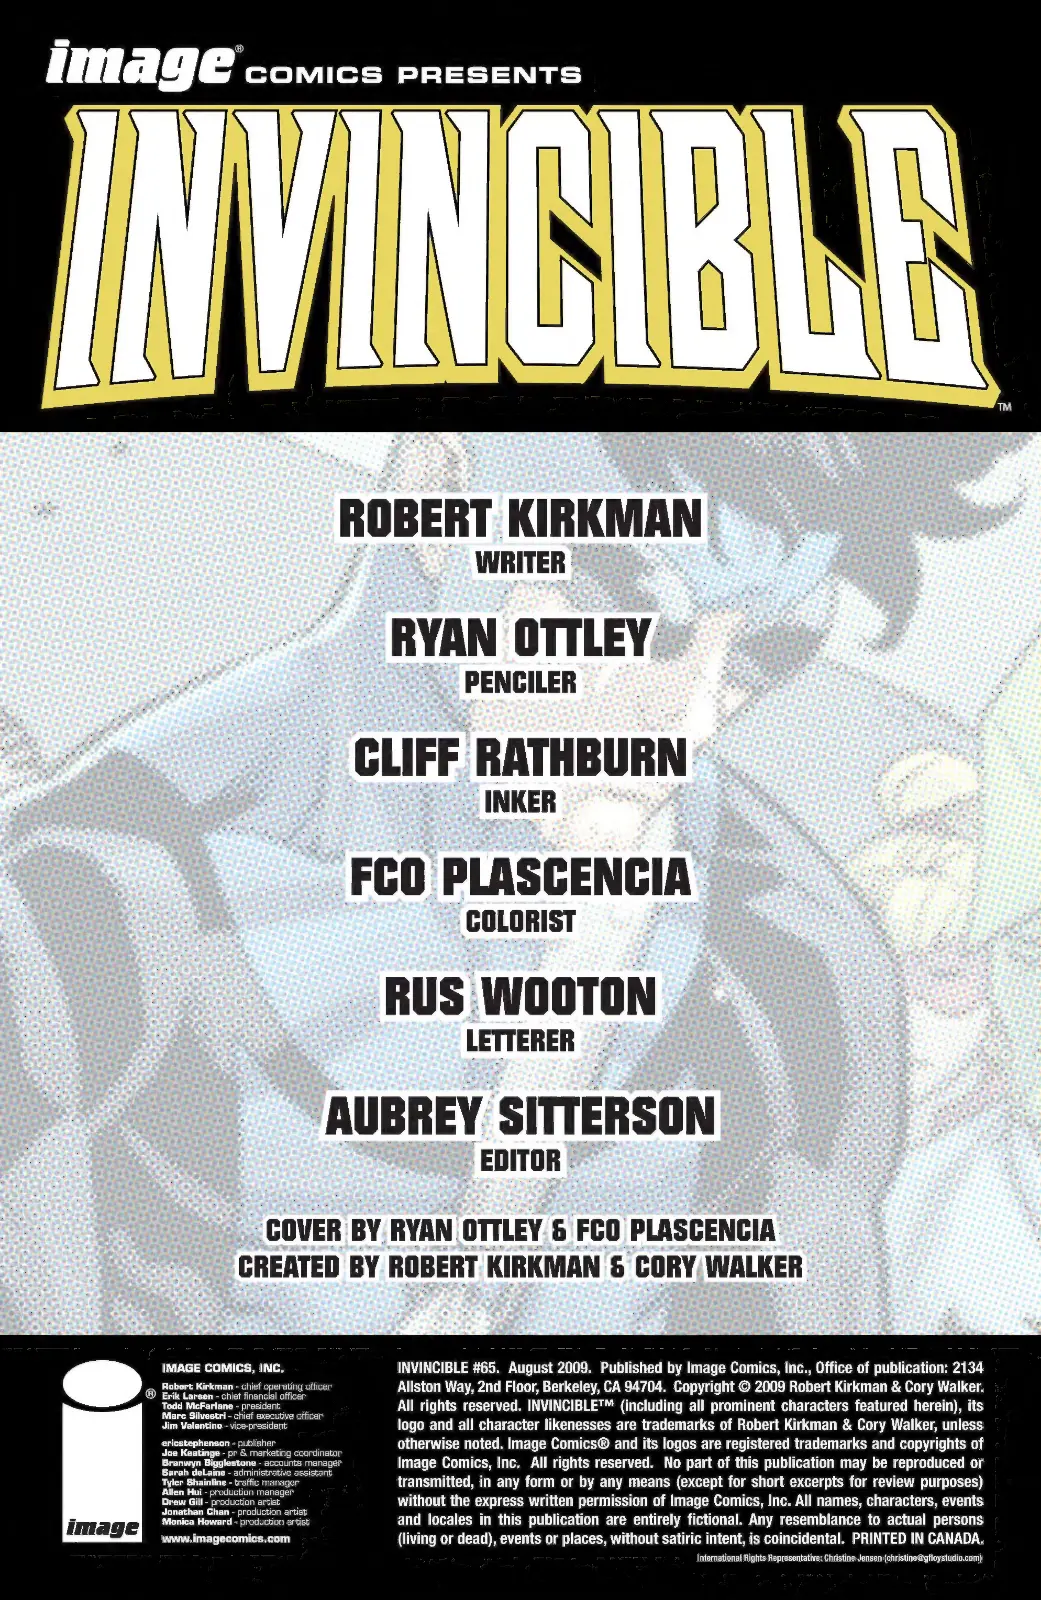 image® COMICS PRESENTS
INVINCIBLE™
ROBERT KIRKMAN
WRITER
RYAN OTTLEY
PENCILER
CLIFF RATHBURN
INKER
FCO PLASCENCIA
COLORIST
RUS WOOTON
LETTERER
AUBREY SITTERSON
EDITOR
COVER BY RYAN OTTLEY & FCO PLASCENCIA
CREATED BY ROBERT KIRKMAN & CORY WALKER
®
image
IMAGE COMICS, INC.
Robert Kirkman - chief operating officer
Erik Larsen - chief financial officer
Todd McFarlane - president
Marc Silvestri - chief executive officer
Jim Valentino - vice-president
ericstephenson - publisher
Joe Keatinge - pr & marketing coordinator
Branwyn Bigglestone - accounts manager
Sarah deLaine - administrative assistant
Tyler Shainline - traffic manager
Allen Hui - production manager
Drew Gill - production artist
Jonathan Chan - production artist
Monica Howard - production artist
www.imagecomics.com
INVINCIBLE #65. August 2009. Published by Image Comics, Inc., Office of publication: 2134
Allston Way, 2nd Floor, Berkeley, CA 94704. Copyright © 2009 Robert Kirkman & Cory Walker.
All rights reserved. INVINCIBLE™ (including all prominent characters featured herein), its
logo and all character likenesses are trademarks of Robert Kirkman & Cory Walker, unless
otherwise noted. Image Comics® and its logos are registered trademarks and copyrights of
Image Comics, Inc. All rights reserved. No part of this publication may be reproduced or
transmitted, in any form or by any means (except for short excerpts for review purposes)
without the express written permission of Image Comics, Inc. All names, characters, events
and locales in this publication are entirely fictional. Any resemblance to actual persons
(living or dead), events or places, without satiric intent, is coincidental. PRINTED IN CANADA.
International Rights Representative: Christine Jensen (christine@gfloystudio.com)